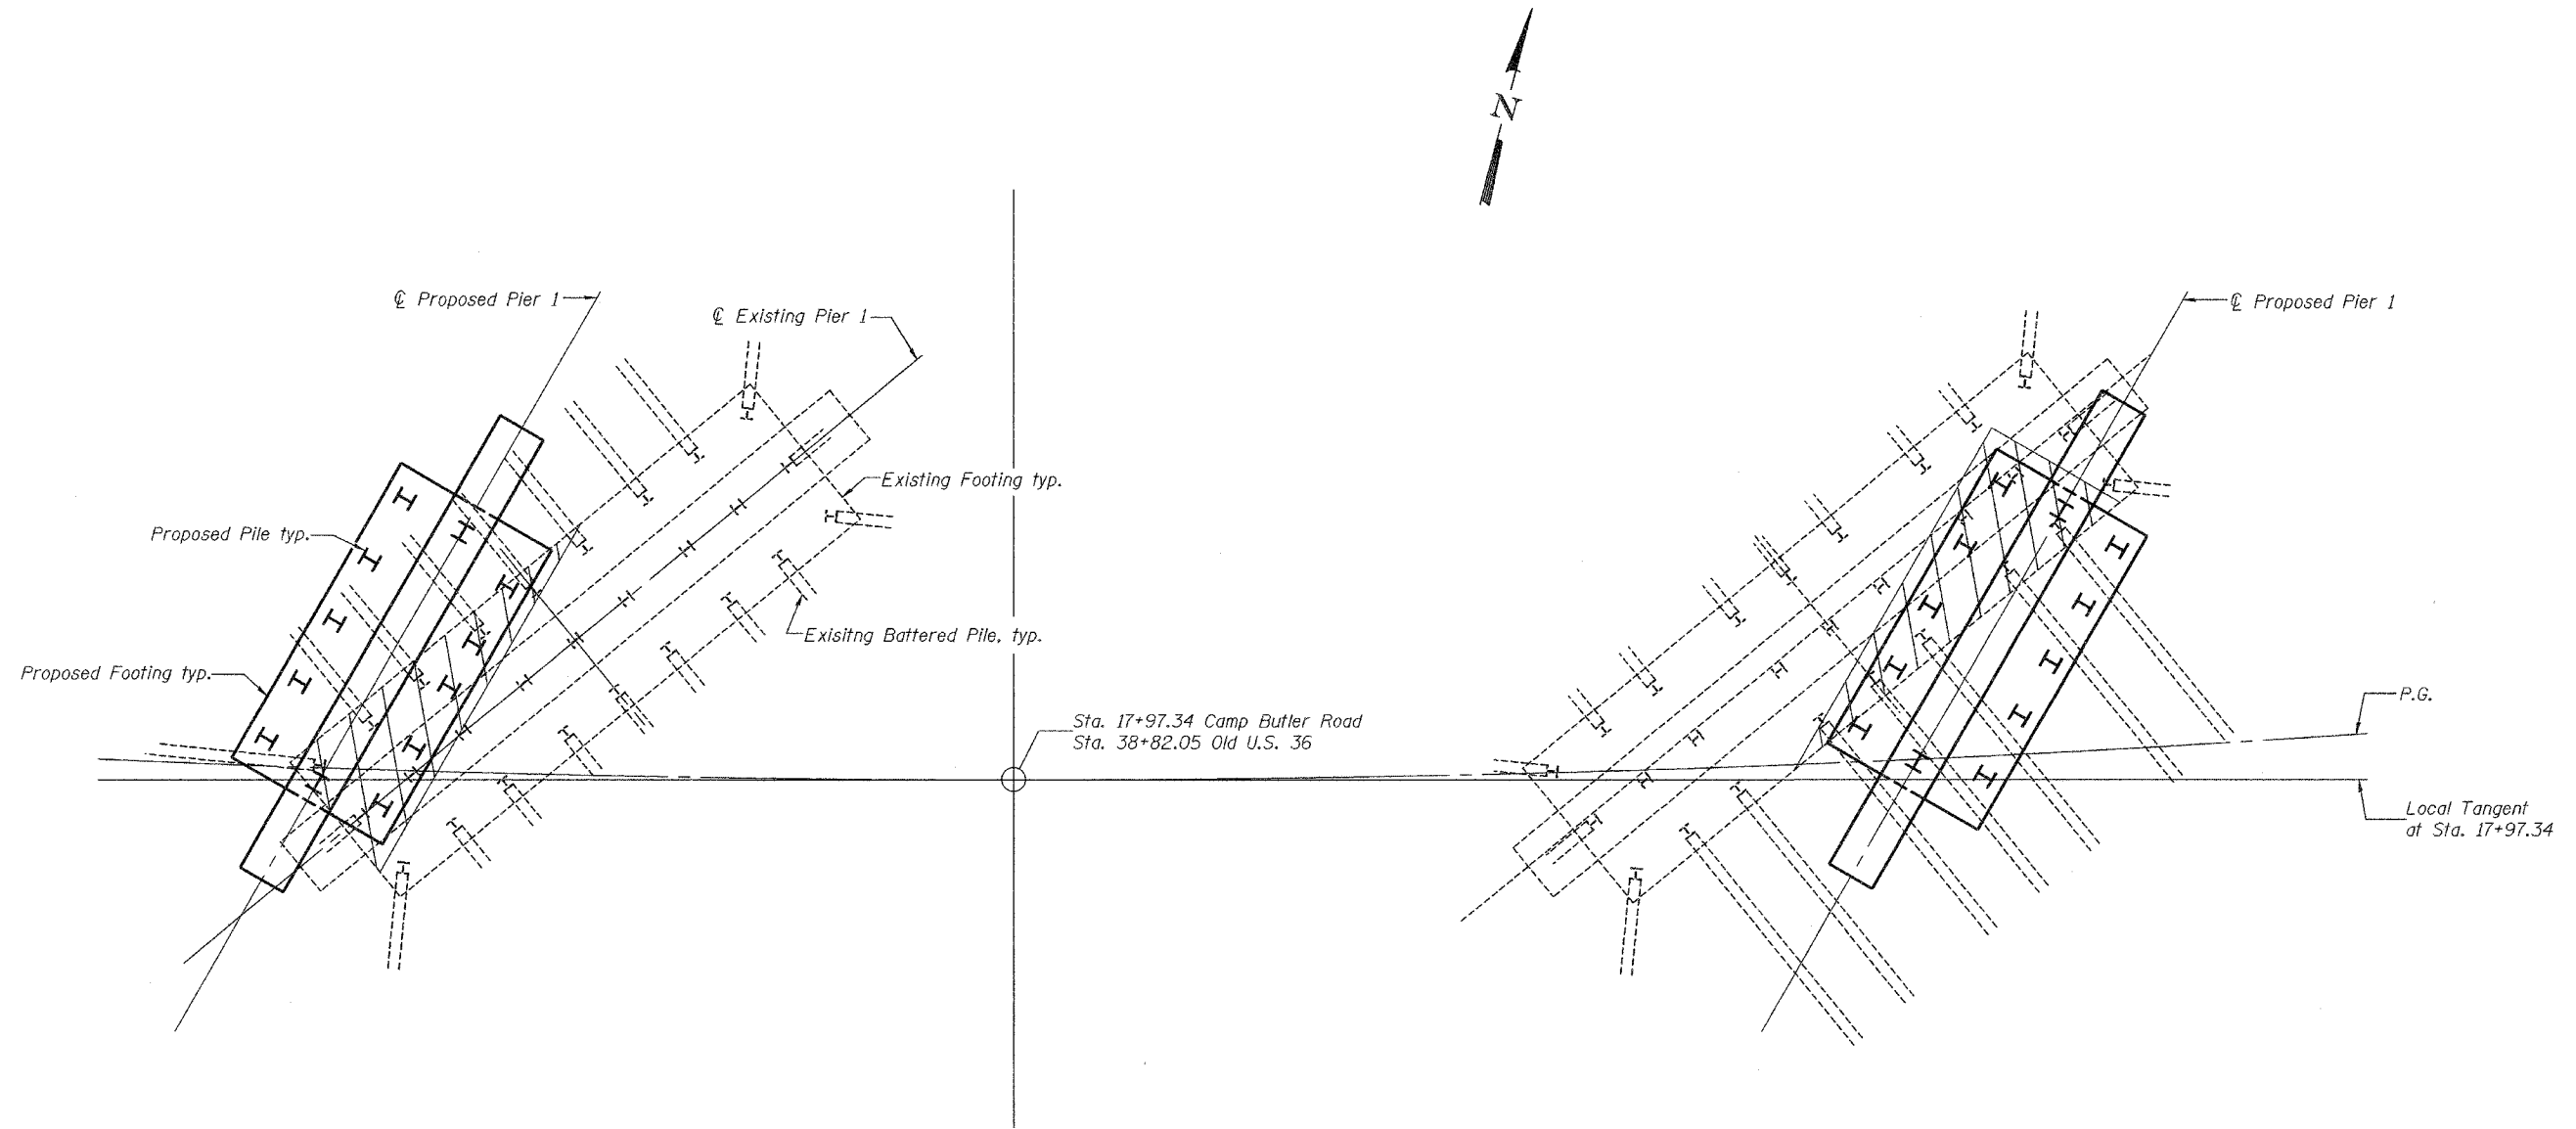 N
℄ Proposed Pier 1
℄ Existing Pier 1
℄ Proposed Pier 1
Existing Footing typ.
Proposed Pile typ.
Exisitng Battered Pile, typ.
Proposed Footing typ.
P.G.
Sta. 17+97.34 Camp Butler Road
Sta. 38+82.05 Old U.S. 36
Local Tangent
at Sta. 17+97.34